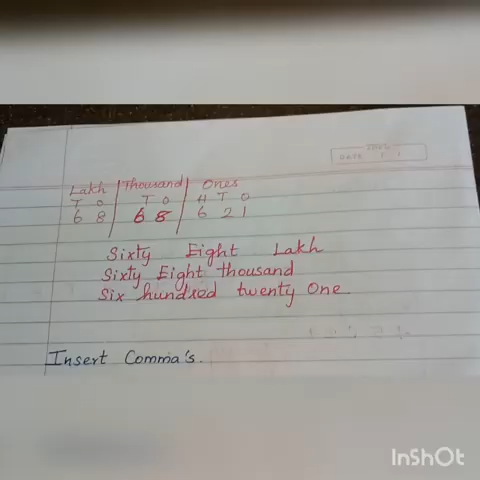 DATE / /
Lakh Thousand Ones
T O T O H T O
6 8 6 8 6 2 1
Sixty Eight Lakh
Sixty Eight thousand
Six hundred twenty One
Insert Comma's.
InShOt